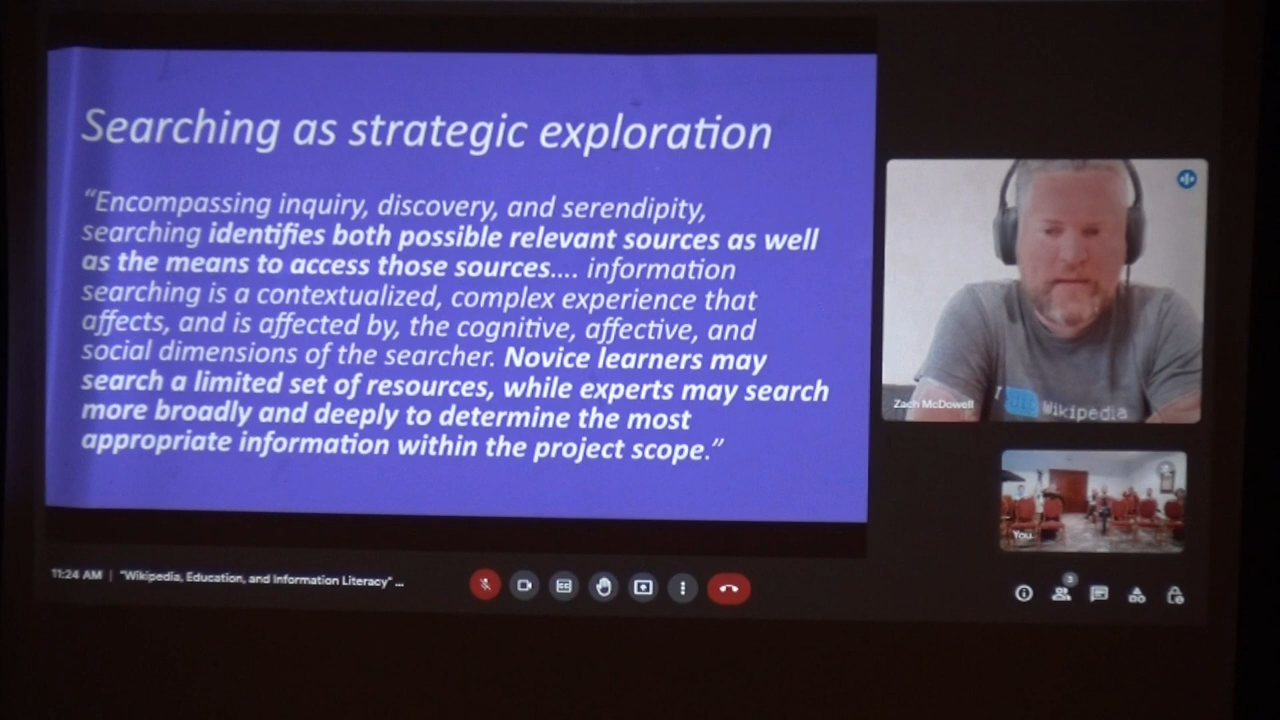 Searching as strategic exploration
“Encompassing inquiry, discovery, and serendipity,
searching identifies both possible relevant sources as well
as the means to access those sources…. information
searching is a contextualized, complex experience that
affects, and is affected by, the cognitive, affective, and
social dimensions of the searcher. Novice learners may
search a limited set of resources, while experts may search
more broadly and deeply to determine the most
appropriate information within the project scope.”
I
Wikipedia
Zach McDowell
You
11:24 AM | "Wikipedia, Education, and Information Literacy" ...
CC
3